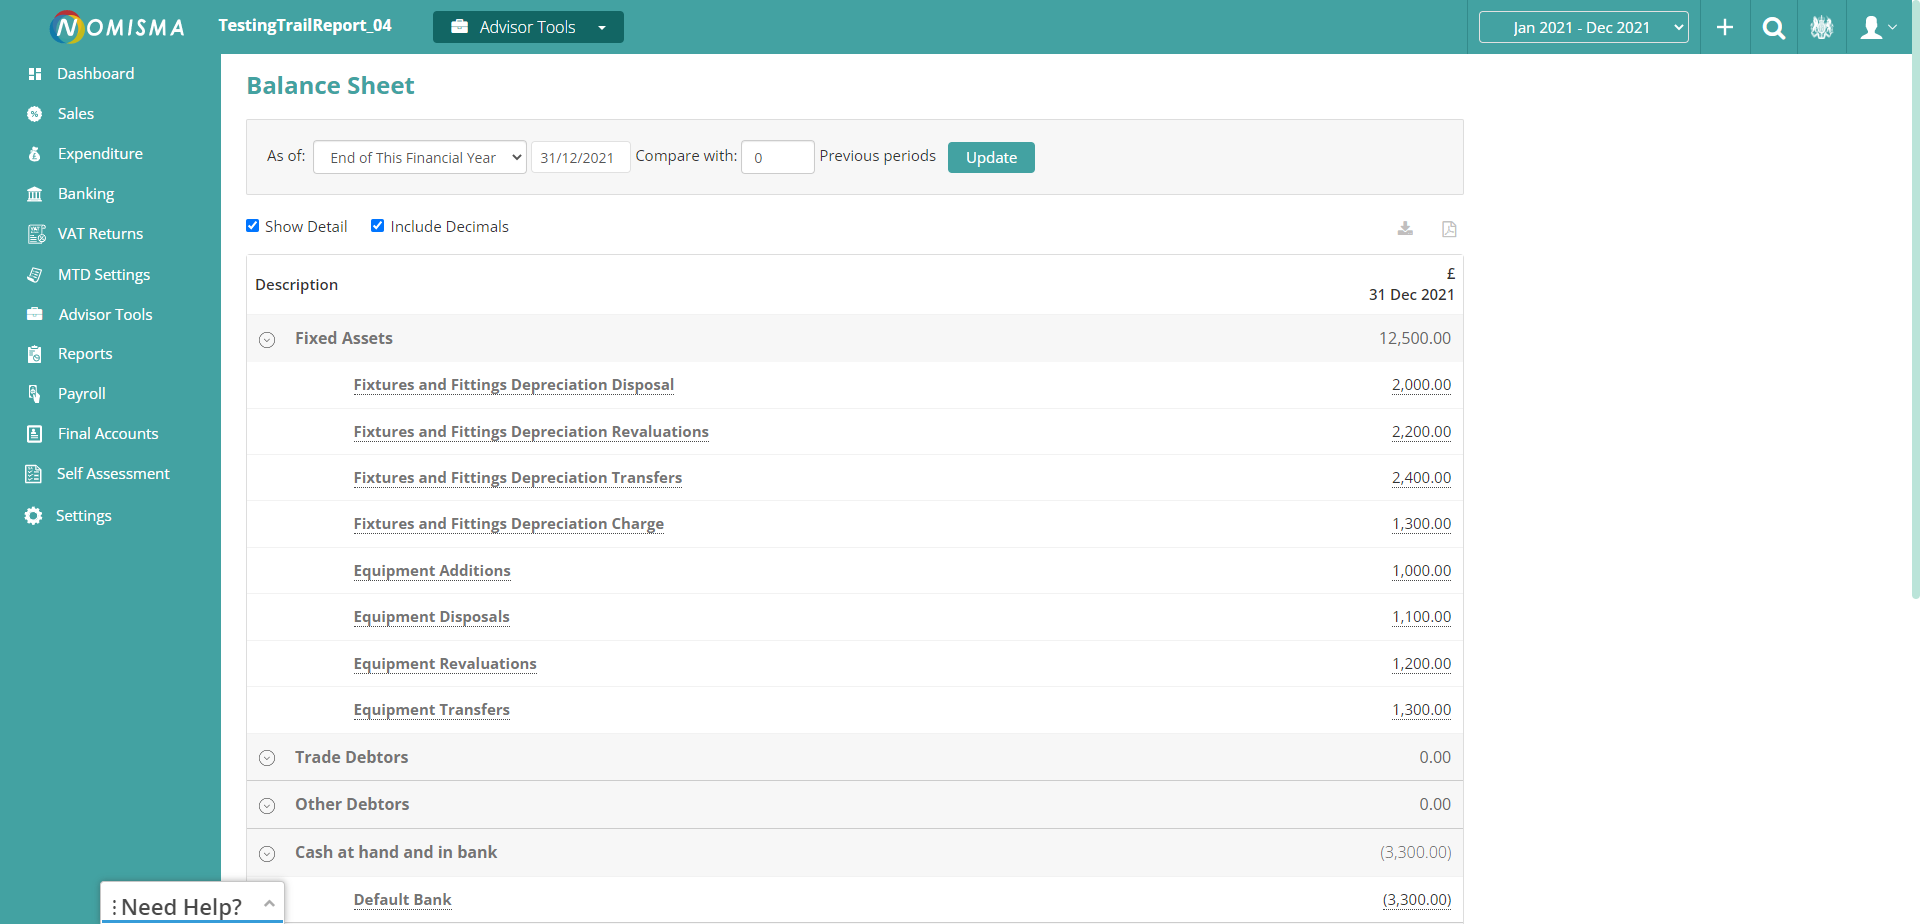 NOMISMA
TestingTrailReport_04
Advisor Tools
Jan 2021 - Dec 2021
Dashboard
Sales
Expenditure
Banking
VAT Returns
MTD Settings
Advisor Tools
Reports
Payroll
Final Accounts
Self Assessment
Settings
Balance Sheet
As of: End of This Financial Year 31/12/2021 Compare with: 0 Previous periods Update
Show Detail Include Decimals
£
Description 31 Dec 2021
Fixed Assets 12,500.00
Fixtures and Fittings Depreciation Disposal 2,000.00
Fixtures and Fittings Depreciation Revaluations 2,200.00
Fixtures and Fittings Depreciation Transfers 2,400.00
Fixtures and Fittings Depreciation Charge 1,300.00
Equipment Additions 1,000.00
Equipment Disposals 1,100.00
Equipment Revaluations 1,200.00
Equipment Transfers 1,300.00
Trade Debtors 0.00
Other Debtors 0.00
Cash at hand and in bank (3,300.00)
Default Bank (3,300.00)
Need Help?